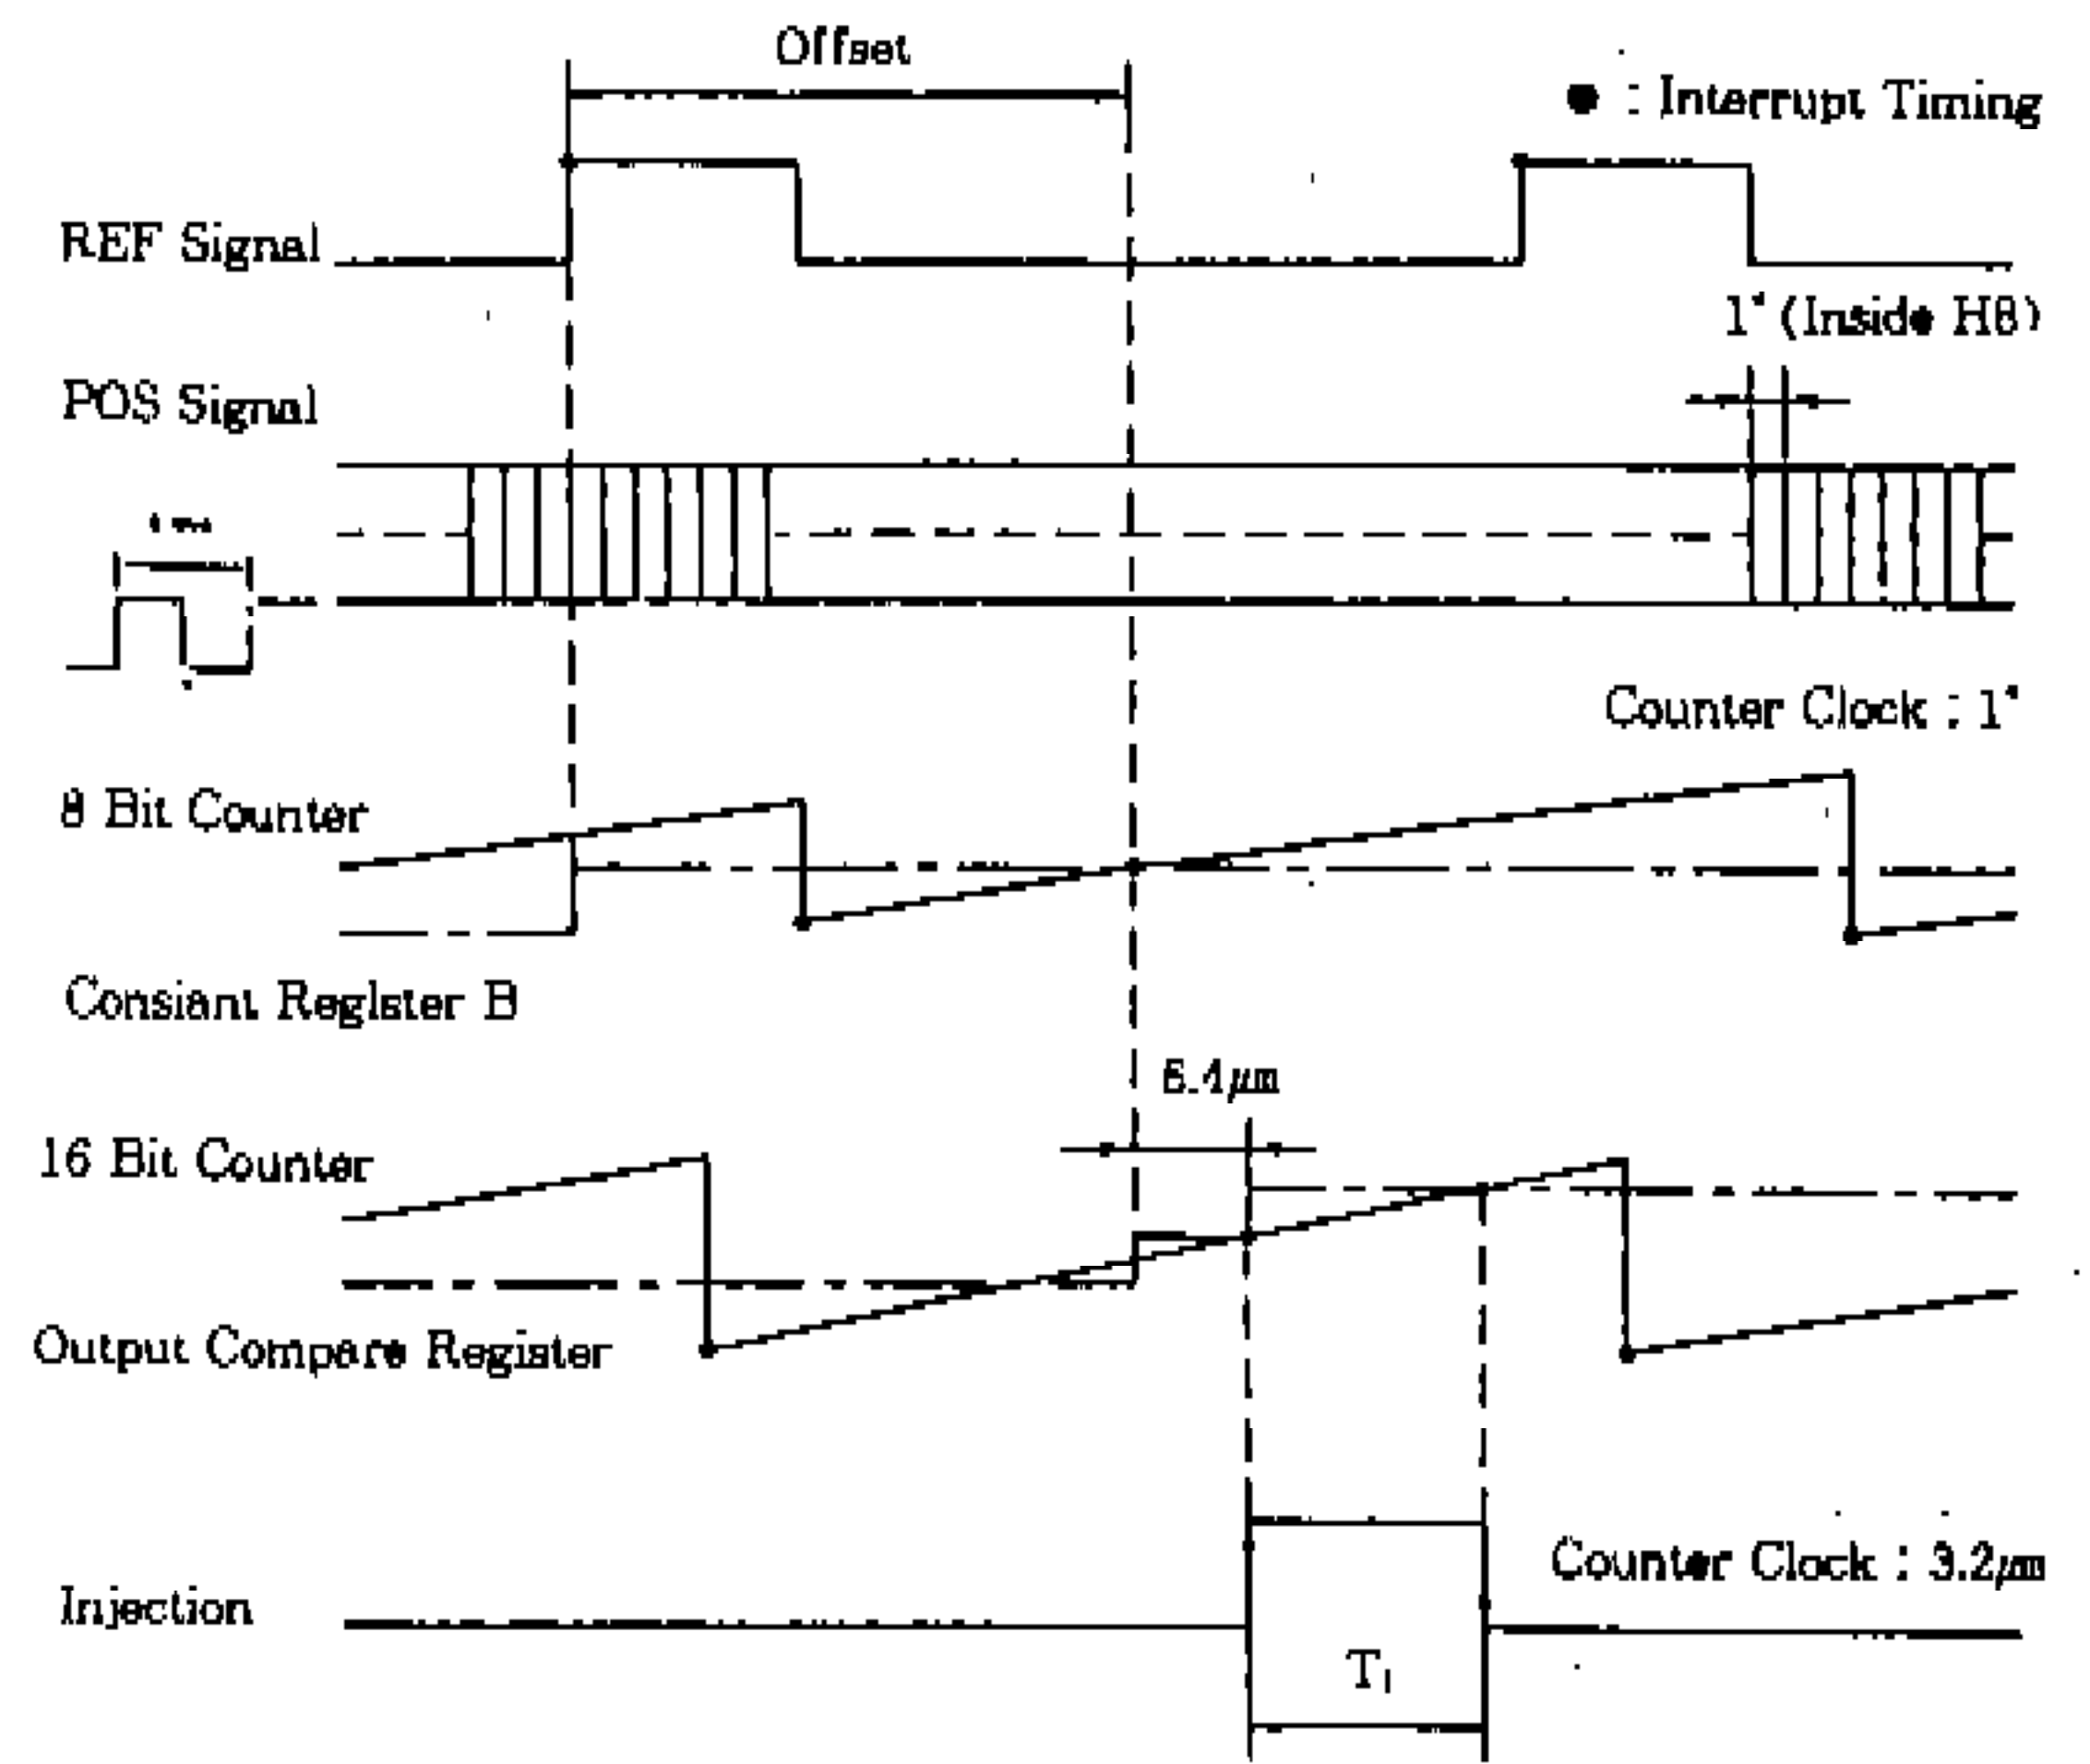 Offset
● : Interrupt Timing
REF Signal
1°(Inside H8)
POS Signal
Counter Clock : 1°
8 Bit Counter
Constant Register B
6.4μm
16 Bit Counter
Output Compare Register
Counter Clock : 3.2μm
Injection
T₁